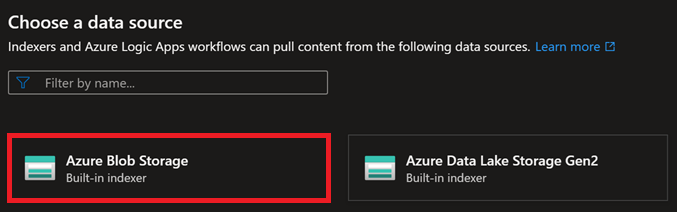 Choose a data source
Indexers and Azure Logic Apps workflows can pull content from the following data sources. Learn more
Filter by name...
Azure Blob Storage
Built-in indexer
Azure Data Lake Storage Gen2
Built-in indexer